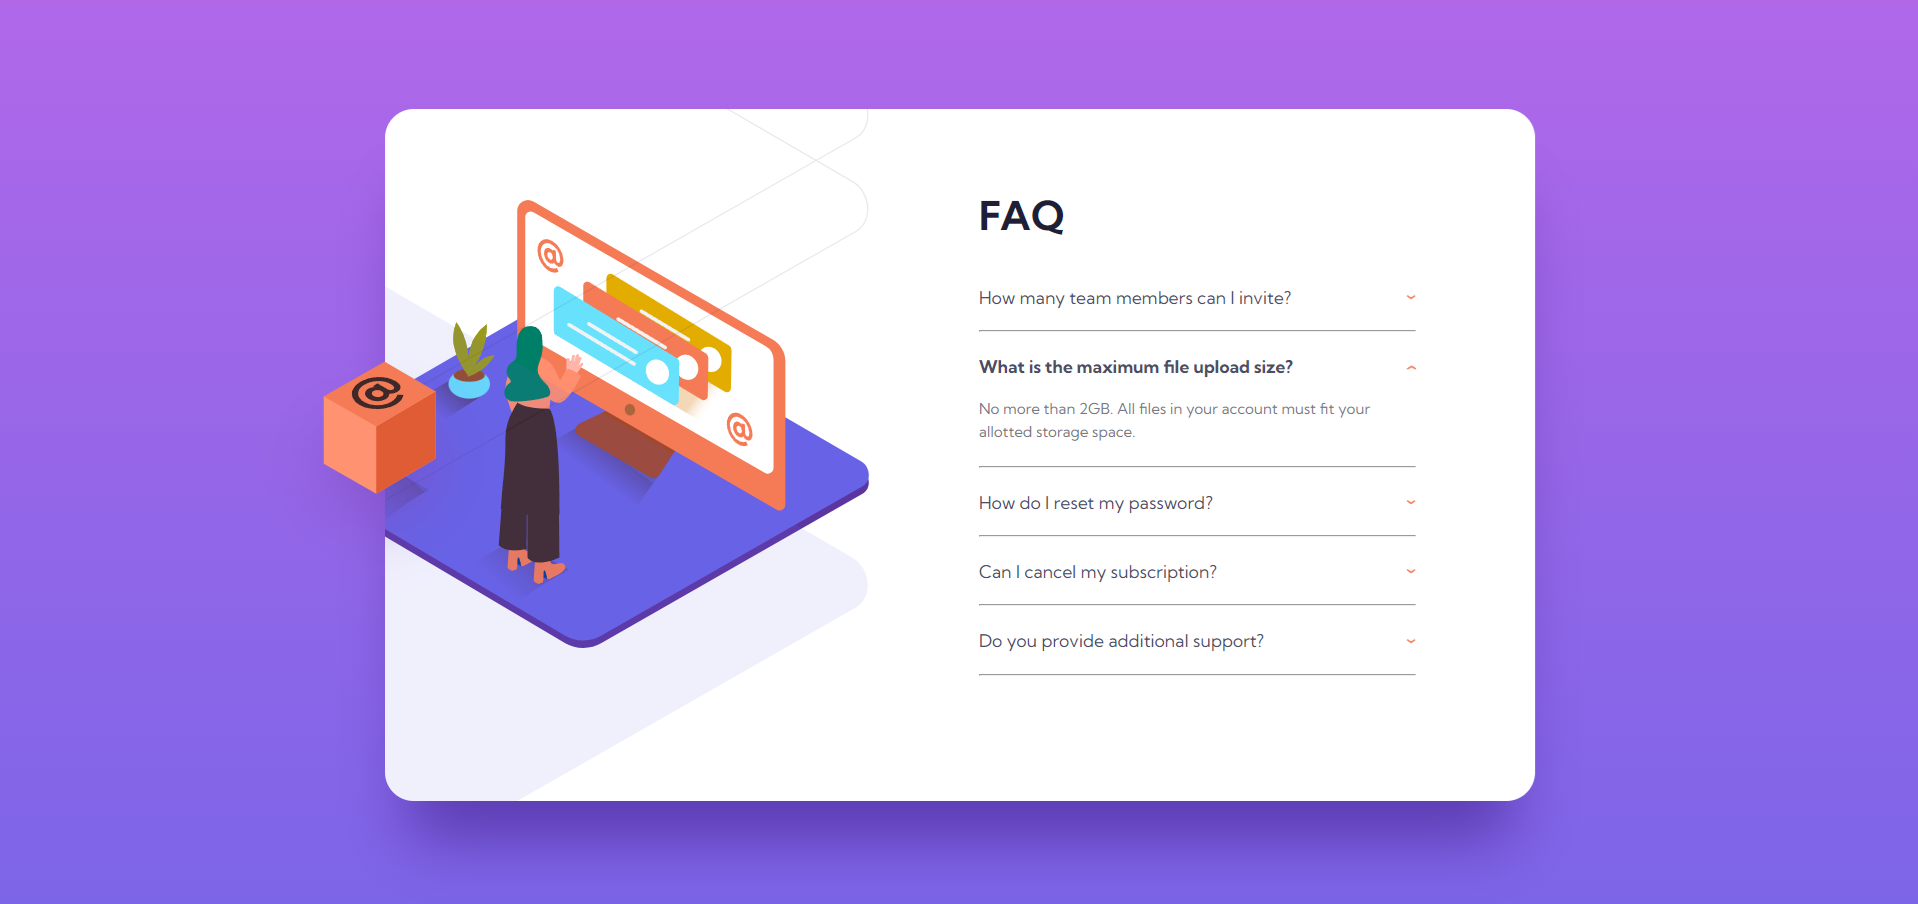 @
@
@
FAQ
How many team members can I invite?
What is the maximum file upload size?
No more than 2GB. All files in your account must fit your
allotted storage space.
How do I reset my password?
Can I cancel my subscription?
Do you provide additional support?